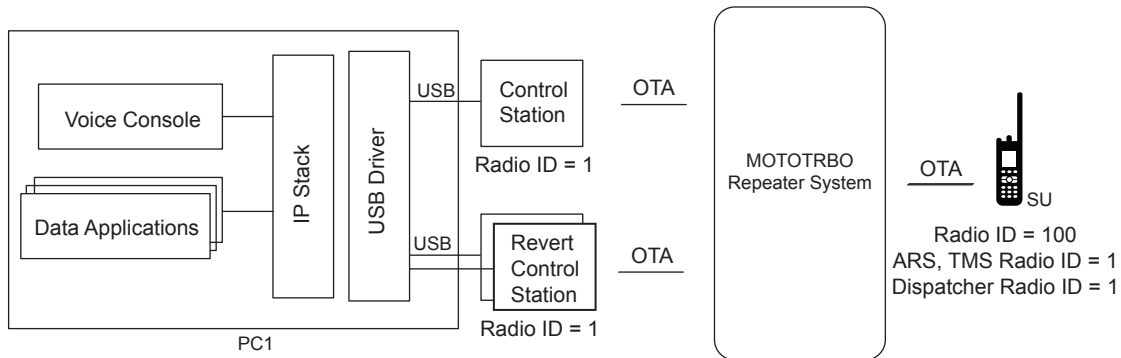 Voice Console
Data Applications
IP Stack
USB Driver
PC1
USB
Control
Station
Radio ID = 1
USB
Revert
Control
Station
Radio ID = 1
OTA
OTA
MOTOTRBO
Repeater System
OTA
SU
Radio ID = 100
ARS, TMS Radio ID = 1
Dispatcher Radio ID = 1